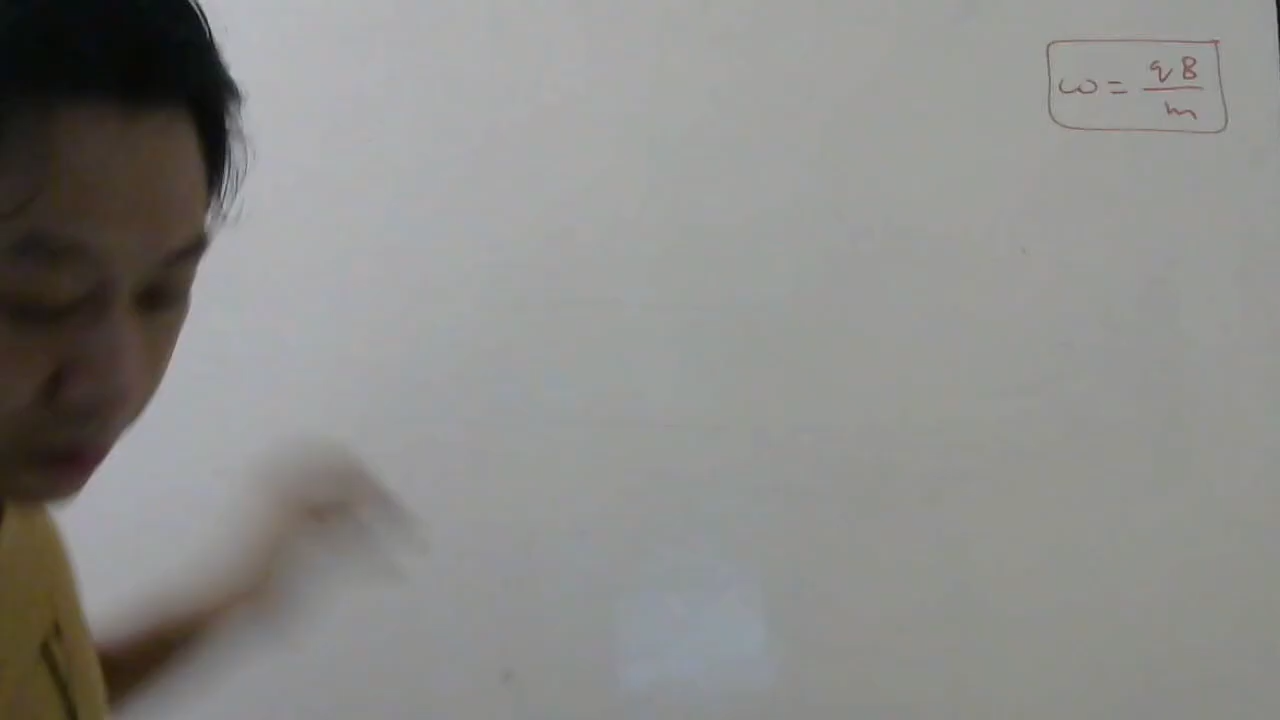 ω = qB/m